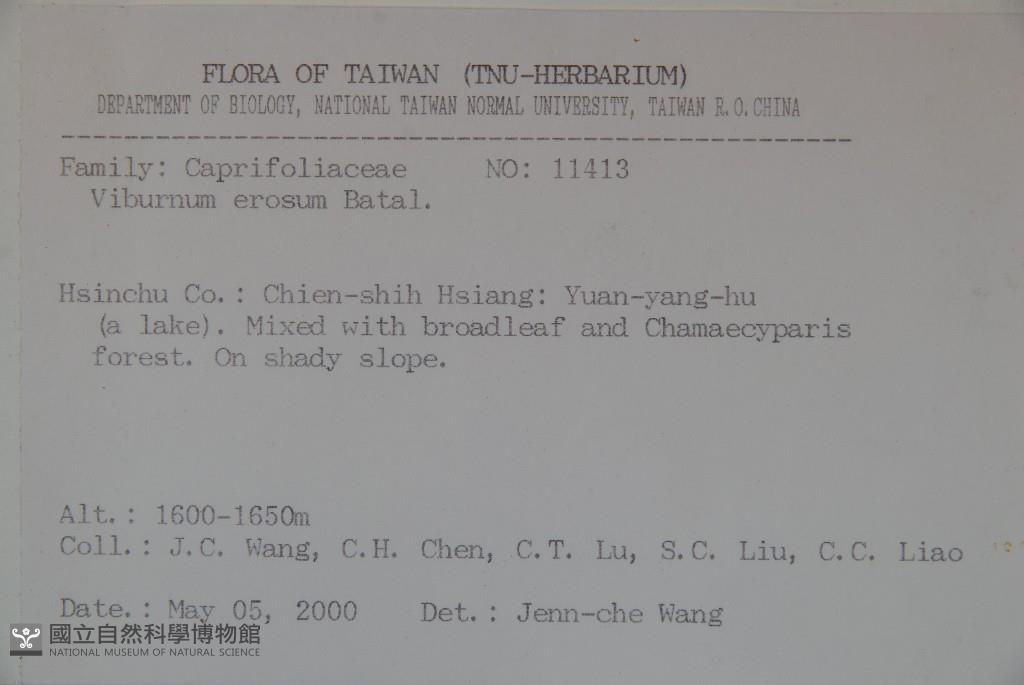 FLORA OF TAIWAN (TNU-HERBARIUM)
DEPARTMENT OF BIOLOGY, NATIONAL TAIWAN NORMAL UNIVERSITY, TAIWAN R.O.CHINA
Family: Caprifoliaceae NO: 11413
Viburnum erosum Batal.
Hsinchu Co.: Chien-shih Hsiang: Yuan-yang-hu
(a lake). Mixed with broadleaf and Chamaecyparis
forest. On shady slope.
Alt.: 1600-1650m
Coll.: J.C. Wang, C.H. Chen, C.T. Lu, S.C. Liu, C.C. Liao
Date.: May 05, 2000 Det.: Jenn-che Wang
國立自然科學博物館
NATIONAL MUSEUM OF NATURAL SCIENCE